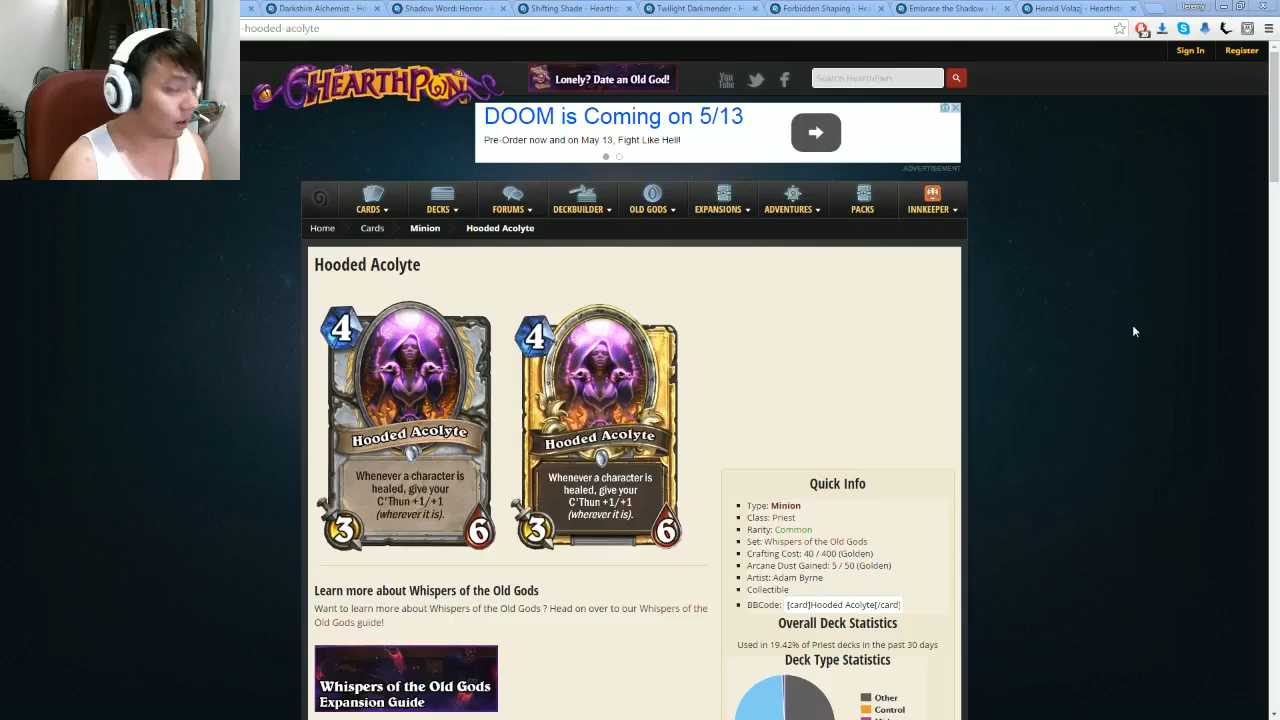 Darkshire Alchemist - He
Shadow Word: Horror - H
Shifting Shade - Hearthst
Twilight Darkmender - H
Forbidden Shaping - Hea
Embrace the Shadow - H
Herald Volazj - Hearthsto
Jeremy
-hooded-acolyte
Sign In
Register
HEARTHPWN
Lonely? Date an Old God!
You Tube
Search HearthPwn
DOOM is Coming on 5/13
Pre-Order now and on May 13, Fight Like Hell!
ADVERTISEMENT
CARDS
DECKS
FORUMS
DECKBUILDER
OLD GODS
EXPANSIONS
ADVENTURES
PACKS
INNKEEPER
Home
Cards
Minion
Hooded Acolyte
Hooded Acolyte
4
Hooded Acolyte
Whenever a character is
healed, give your
C'Thun +1/+1
(wherever it is).
3
6
4
Hooded Acolyte
Whenever a character is
healed, give your
C'Thun +1/+1
(wherever it is).
3
6
Quick Info
Type: Minion
Class: Priest
Rarity: Common
Set: Whispers of the Old Gods
Crafting Cost: 40 / 400 (Golden)
Arcane Dust Gained: 5 / 50 (Golden)
Artist: Adam Byrne
Collectible
BBCode: [card]Hooded Acolyte[/card]
Overall Deck Statistics
Used in 19.42% of Priest decks in the past 30 days
Deck Type Statistics
Other
Control
Learn more about Whispers of the Old Gods
Want to learn more about Whispers of the Old Gods ? Head on over to our Whispers of the
Old Gods guide!
Whispers of the Old Gods
Expansion Guide